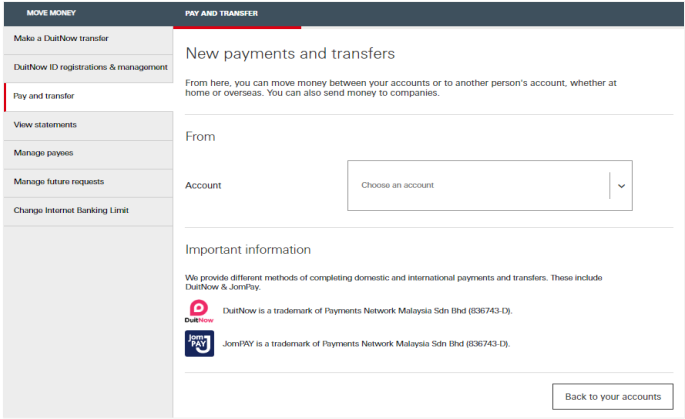 MOVE MONEY
PAY AND TRANSFER
Make a DuitNow transfer
DuitNow ID registrations & management
Pay and transfer
View statements
Manage payees
Manage future requests
Change Internet Banking Limit
New payments and transfers
From here, you can move money between your accounts or to another person's account, whether at
home or overseas. You can also send money to companies.
From
Account
Choose an account
Important information
We provide different methods of completing domestic and international payments and transfers. These include
DuitNow & JomPay.
DuitNow
DuitNow is a trademark of Payments Network Malaysia Sdn Bhd (836743-D).
Jom
PAY
JomPAY is a trademark of Payments Network Malaysia Sdn Bhd (836743-D).
Back to your accounts